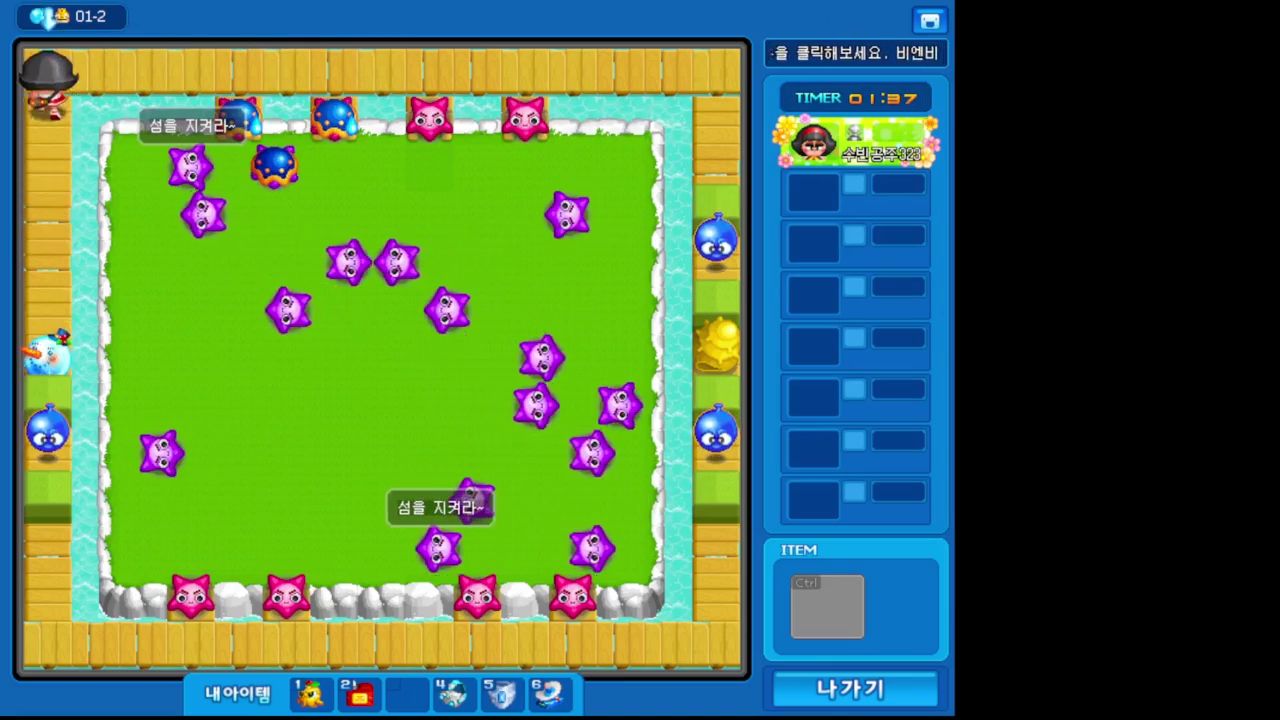 01-2
을 클릭해보세요. 비엔비
TIMER 01:37
수빈공주323
섬을 지켜라~
섬을 지켜라~
ITEM
Ctrl
내아이템
1
2
4
5
6
나가기